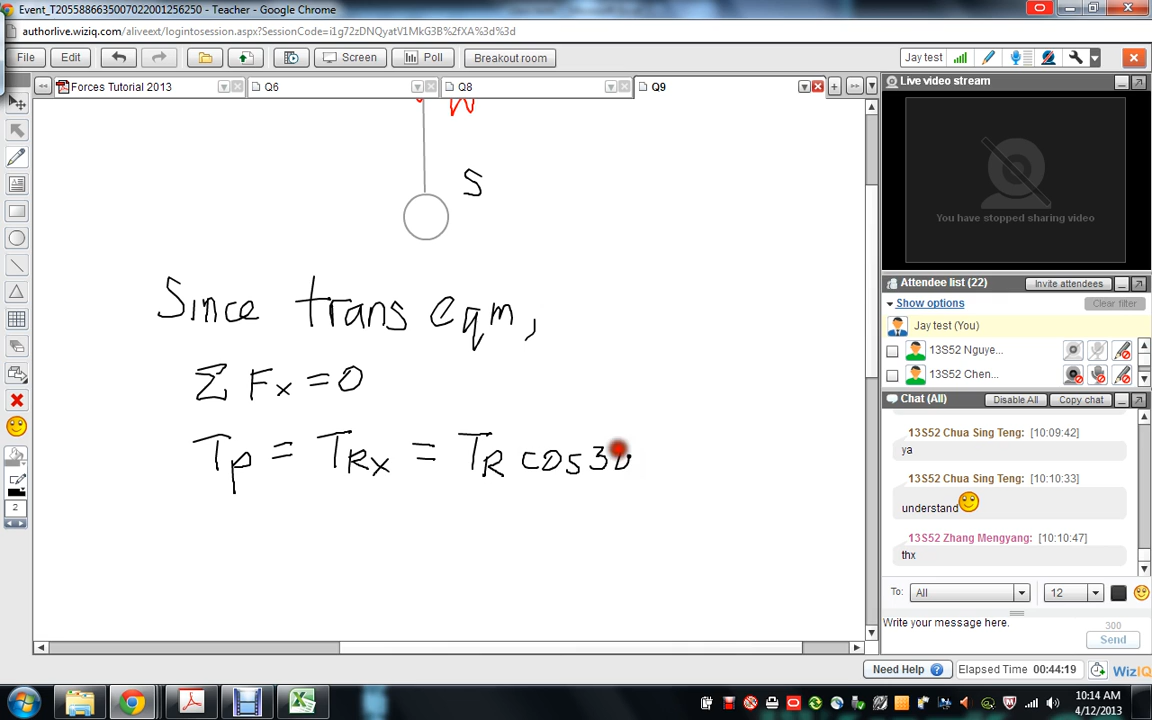 Event_T20558866350070220012562​50 - Teacher - Google Chrome
authorlive.wiziq.com/aliveext/logintosession.aspx?SessionCode=i1g72zDNQyatV1MkG3B%2fXA%3d%3d
File Edit Screen Poll Breakout room Jay test
Forces Tutorial 2013 Q6 Q8 Q9
Live video stream
You have stopped sharing video
W
S
Since trans eqm,
Σ Fx = 0
Tp = TRx = TR cos30
2
Attendee list (22) Invite attendees
Show options Clear filter
Jay test (You)
13S52 Nguye...
13S52 Chen...
Chat (All) Disable All Copy chat
13S52 Chua Sing Teng: [10:09:42]
ya
13S52 Chua Sing Teng: [10:10:33]
understand
13S52 Zhang Mengyang: [10:10:47]
thx
To: All 12
Write your message here. 300
Send
Need Help ? Elapsed Time 00:44:19 WizIQ
10:14 AM
4/12/2013